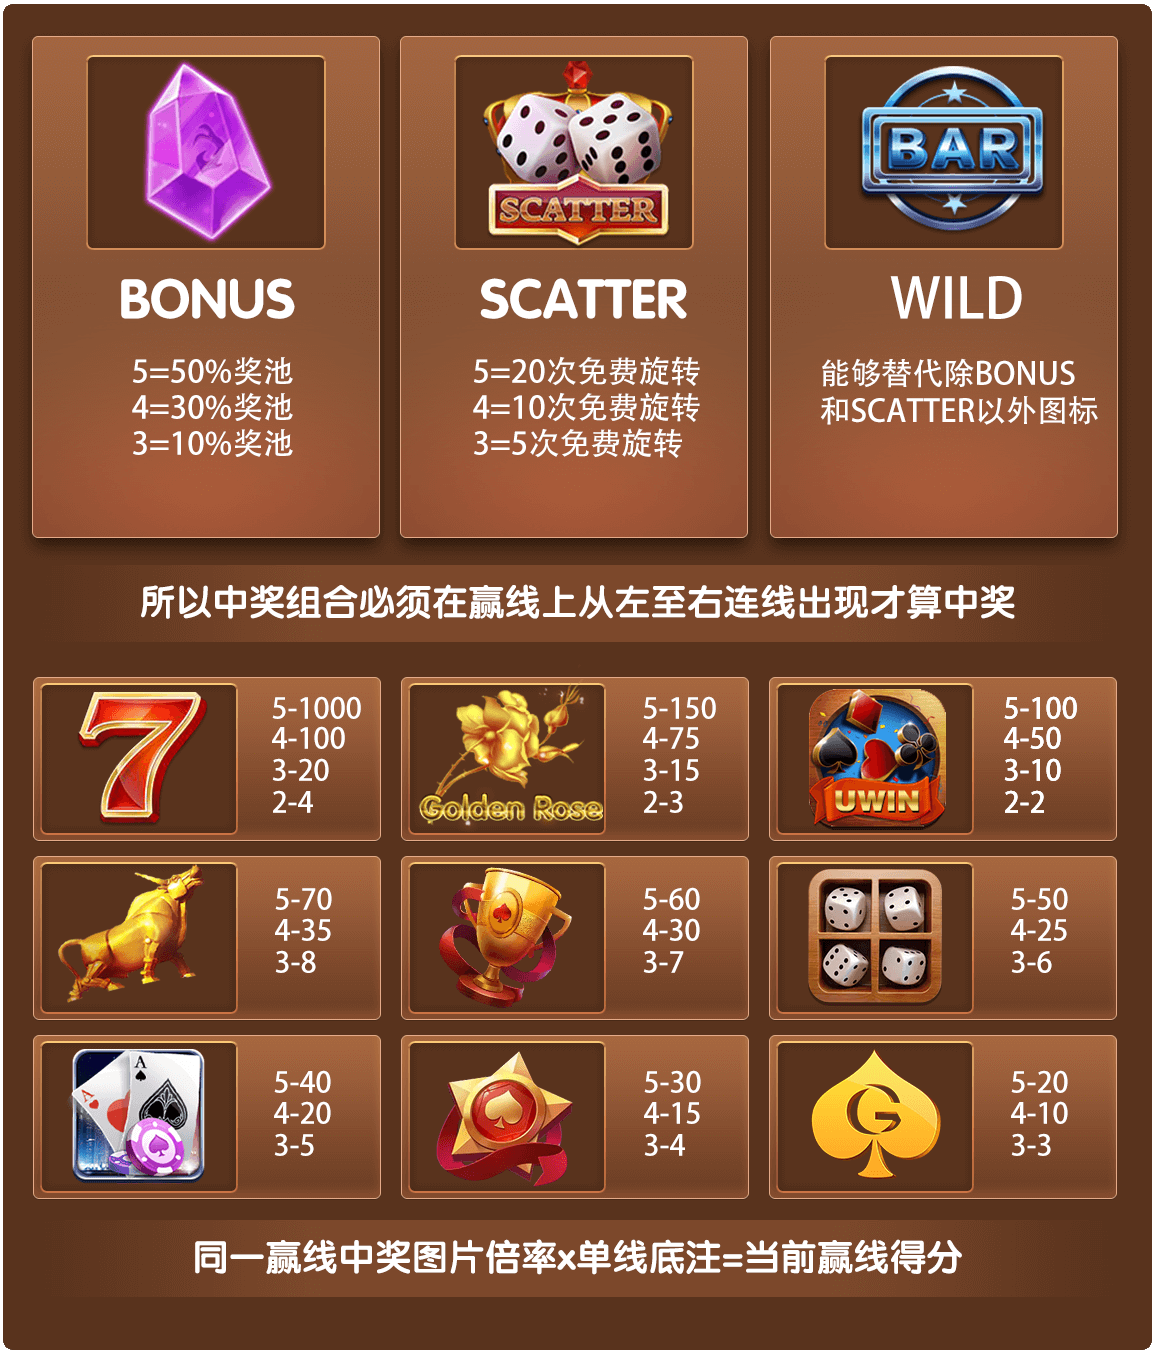 BAR
SCATTER
BONUS
SCATTER
WILD
5=50%奖池
4=30%奖池
3=10%奖池
5=20次免费旋转
4=10次免费旋转
3=5次免费旋转
能够替代除BONUS
和SCATTER以外图标
所以中奖组合必须在赢线上从左至右连线出现才算中奖
5-1000
4-100
3-20
2-4
Golden Rose
5-150
4-75
3-15
2-3
UWIN
5-100
4-50
3-10
2-2
5-70
4-35
3-8
5-60
4-30
3-7
5-50
4-25
3-6
A
A
5-40
4-20
3-5
5-30
4-15
3-4
G
5-20
4-10
3-3
同一赢线中奖图片倍率x单线底注=当前赢线得分